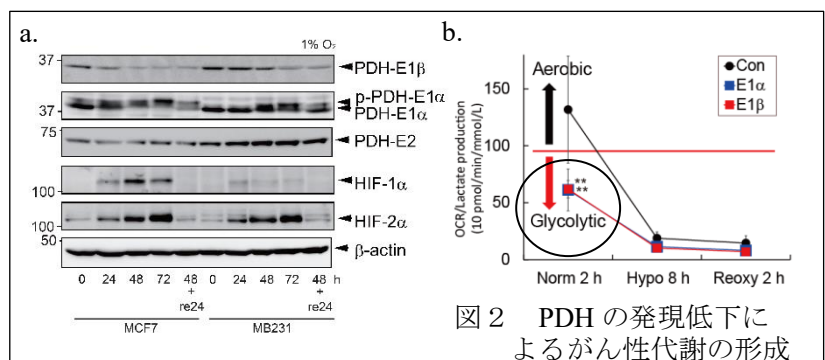 a.
1% O₂
37
PDH-E1β
p-PDH-E1α
37
PDH-E1α
75
PDH-E2
HIF-1α
100
HIF-2α
100
50
β-actin
0 24 48 72 48 0 24 48 72 48 h
+ +
re24 re24
MCF7 MB231
b.
OCR/Lactate production
(10 pmol/min/mmol/L)
150
100
50
0
Aerobic
Con
E1α
E1β
**
**
Glycolytic
Norm 2 h Hypo 8 h Reoxy 2 h
図2 PDHの発現低下に
よるがん性代謝の形成